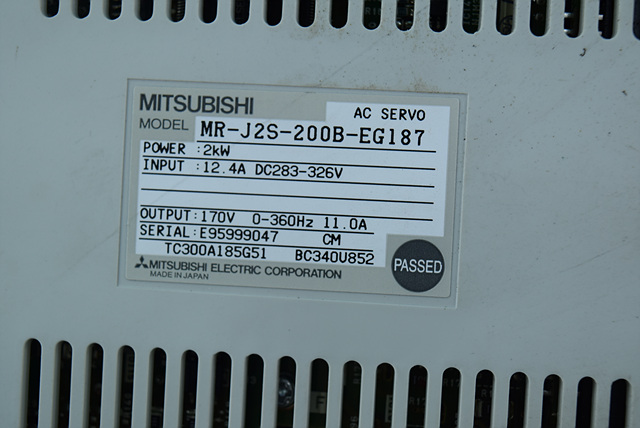 MITSUBISHI
AC SERVO
MODEL MR-J2S-200B-EG187
POWER :2kW
INPUT :12.4A DC283-326V
OUTPUT:170V 0-360Hz 11.0A
SERIAL:E95999047 CM
TC300A185G51 BC340U852
MITSUBISHI ELECTRIC CORPORATION
MADE IN JAPAN
PASSED